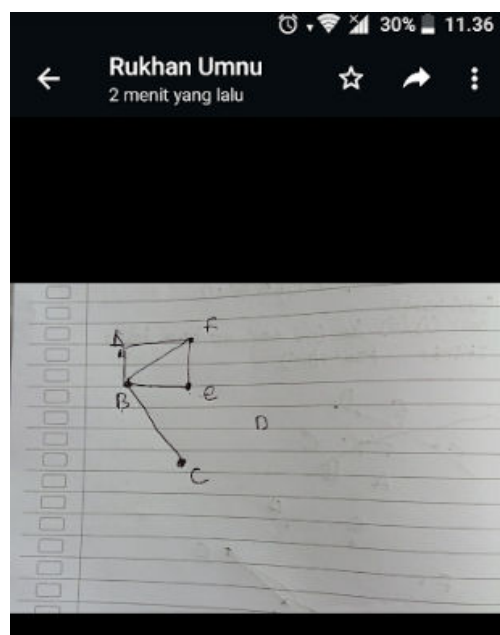 30% 11.36
Rukhan Umnu
2 menit yang lalu
A F
B e
D
C